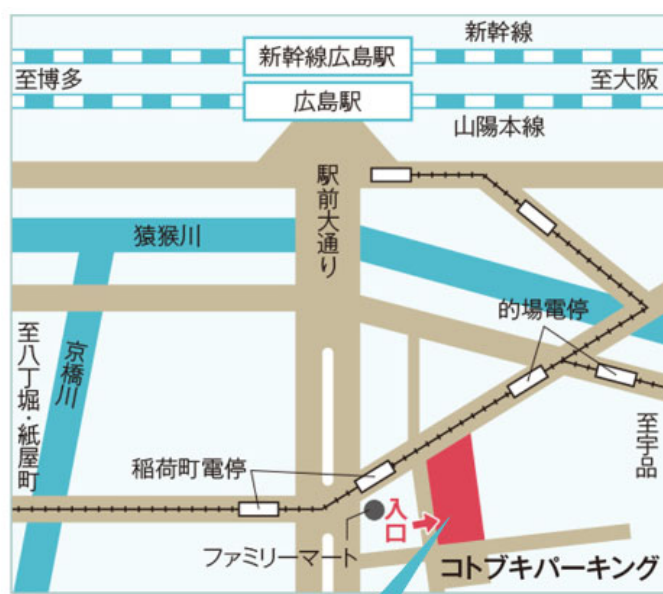 新幹線
新幹線広島駅
至博多
至大阪
広島駅
山陽本線
駅前大通り
猿猴川
的場電停
至八丁堀・紙屋町
京橋川
至宇品
稲荷町電停
入口
ファミリーマート
コトブキパーキング